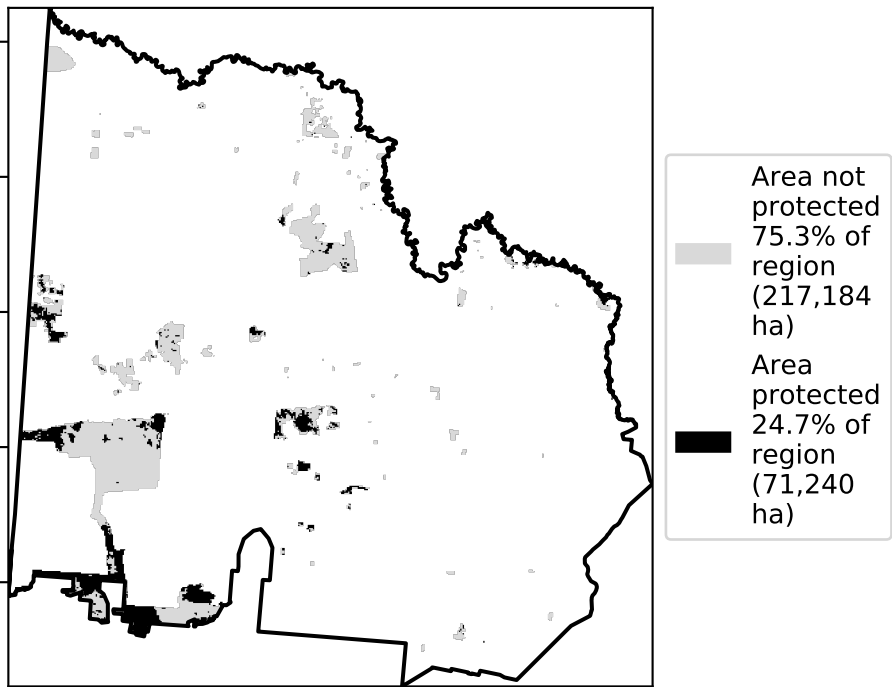 Area not
protected
75.3% of
region
(217,184
ha)
Area
protected
24.7% of
region
(71,240
ha)